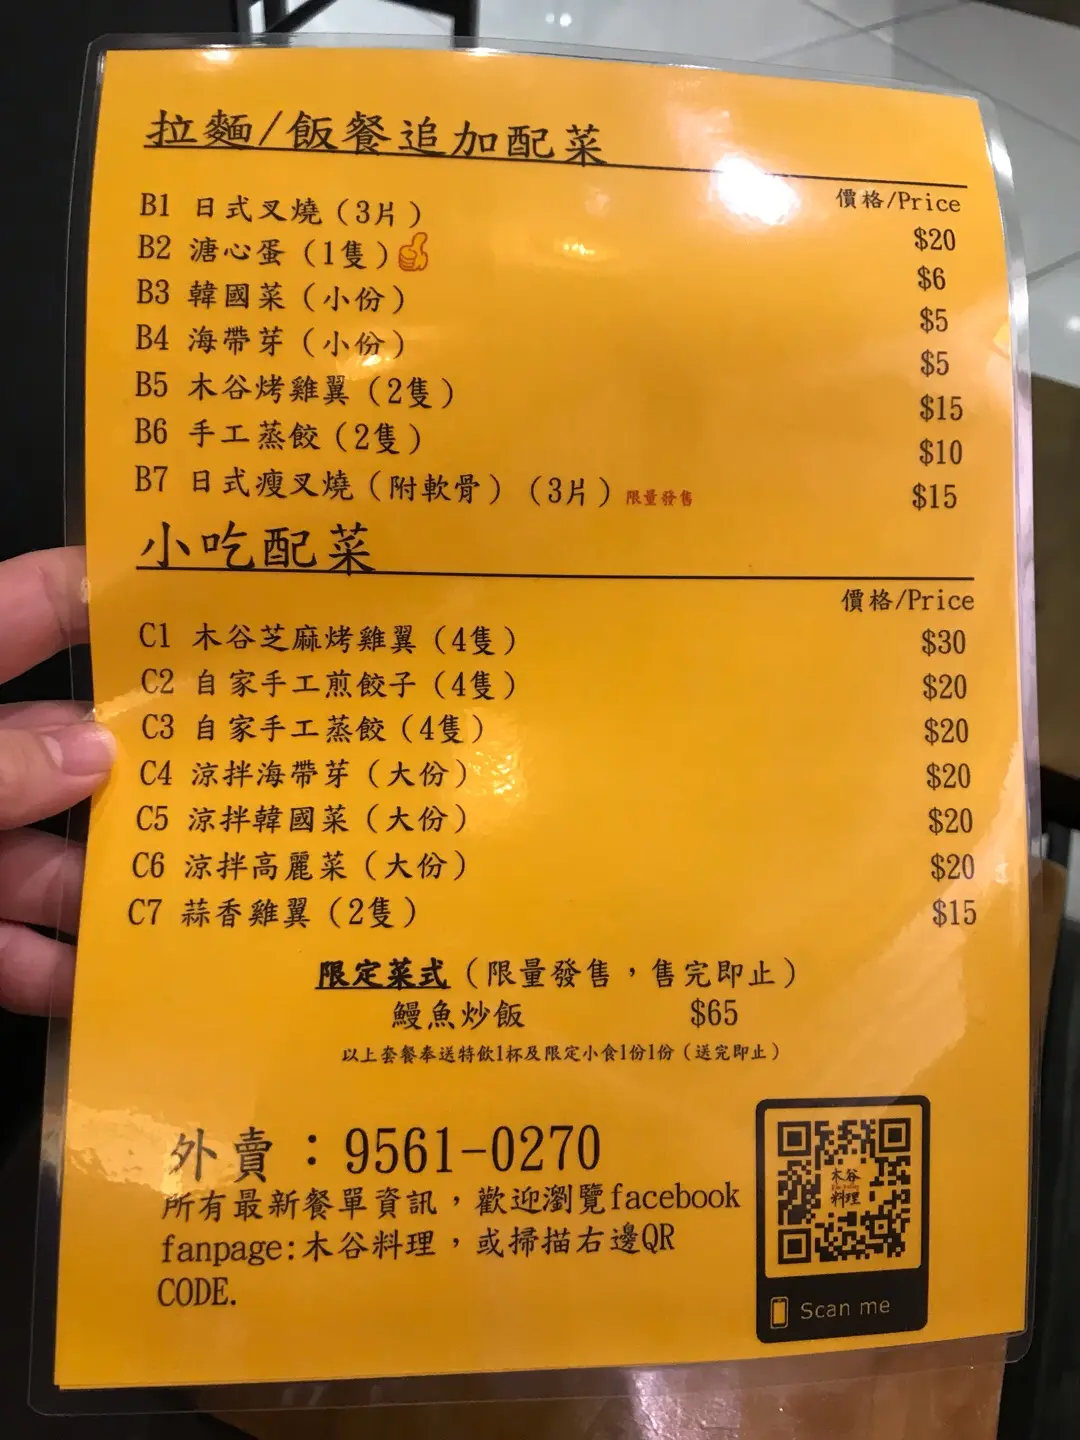 拉麵/飯餐追加配菜
價格/Price
B1 日式叉燒（3片） $20
B2 溏心蛋（1隻） $6
B3 韓國菜（小份） $5
B4 海帶芽（小份） $5
B5 木谷烤雞翼（2隻） $15
B6 手工蒸餃（2隻） $10
B7 日式瘦叉燒（附軟骨）（3片）限量發售 $15
小吃配菜
價格/Price
C1 木谷芝麻烤雞翼（4隻） $30
C2 自家手工煎餃子（4隻） $20
C3 自家手工蒸餃（4隻） $20
C4 涼拌海帶芽（大份） $20
C5 涼拌韓國菜（大份） $20
C6 涼拌高麗菜（大份） $20
C7 蒜香雞翼（2隻） $15
限定菜式（限量發售，售完即止）
鰻魚炒飯 $65
以上套餐奉送特飲1杯及限定小食1份1份（送完即止）
外賣：9561-0270
所有最新餐單資訊，歡迎瀏覽facebook
fanpage:木谷料理，或掃描右邊QR
CODE.
木谷
料理
Scan me